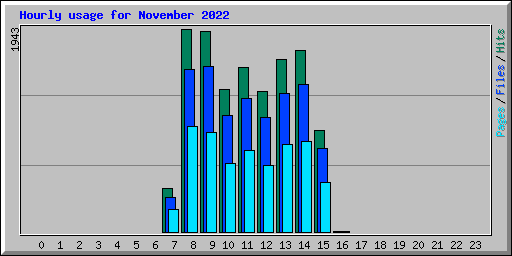 Hourly usage for November 2022
1943
Pages/Files/Hits
0 1 2 3 4 5 6 7 8 9 10 11 12 13 14 15 16 17 18 19 20 21 22 23